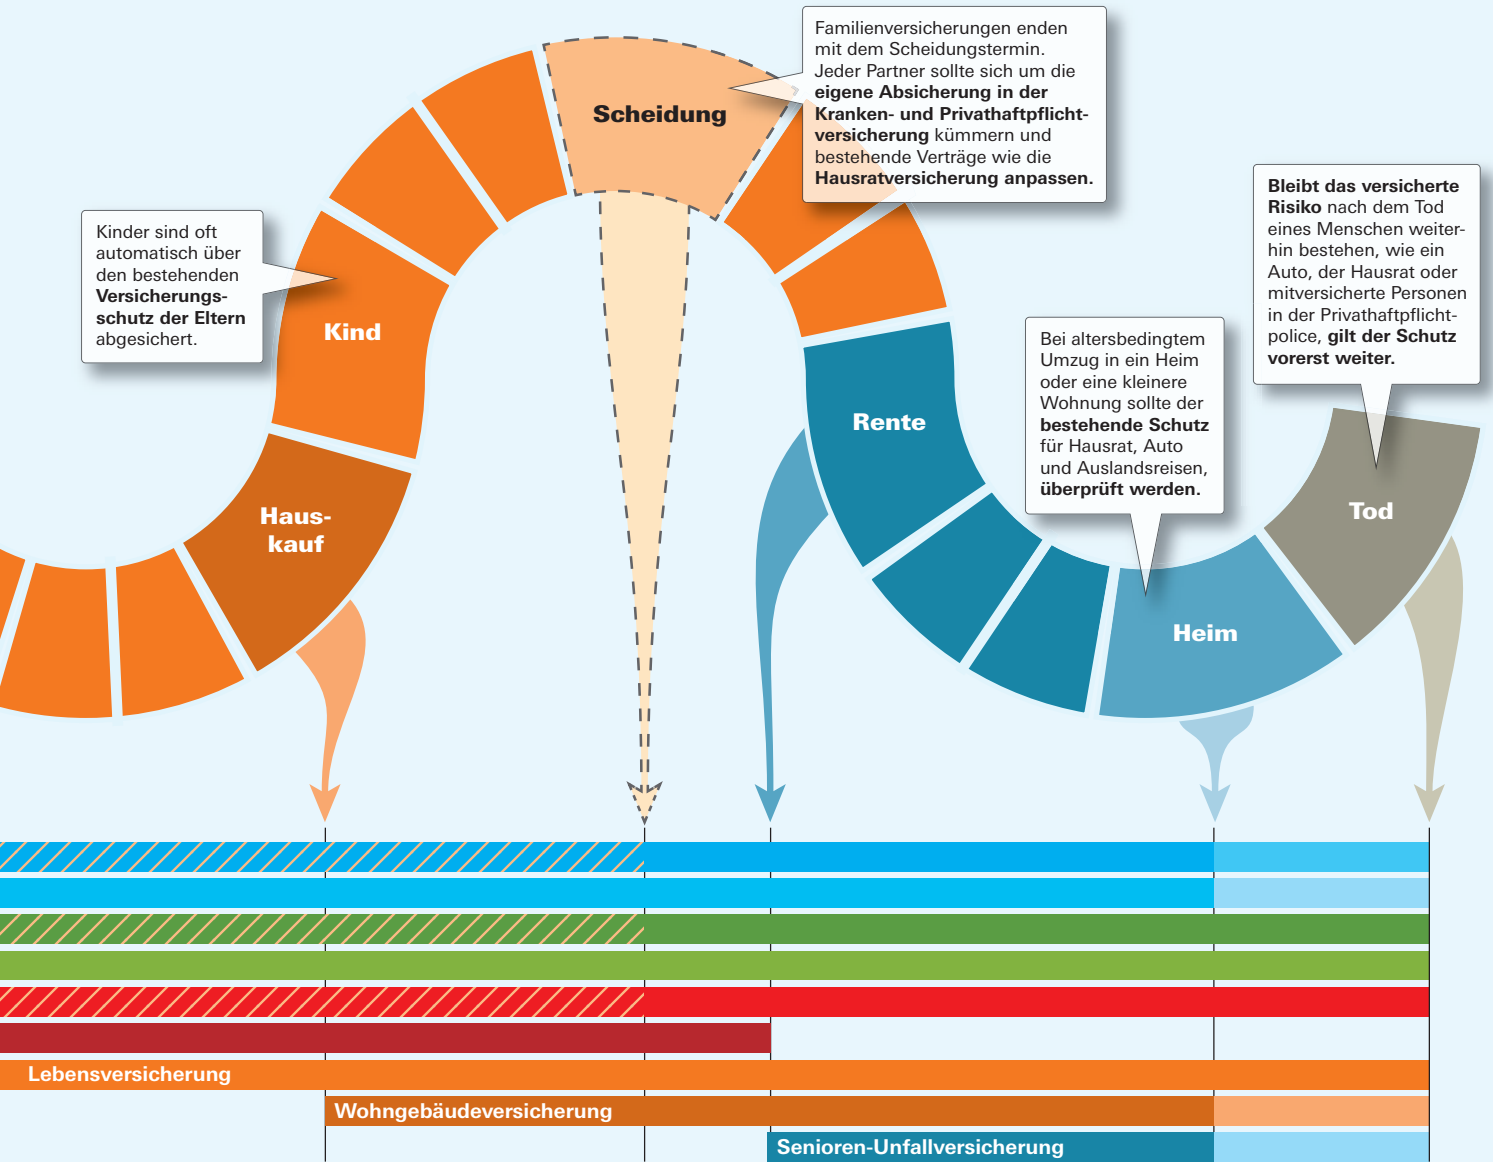 Familienversicherungen enden
mit dem Scheidungstermin.
Jeder Partner sollte sich um die
eigene Absicherung in der
Kranken- und Privathaftpflicht-
versicherung kümmern und
bestehende Verträge wie die
Hausratversicherung anpassen.
Scheidung
Bleibt das versicherte
Risiko nach dem Tod
eines Menschen weiter-
hin bestehen, wie ein
Auto, der Hausrat oder
mitversicherte Personen
in der Privathaftpflicht-
police, gilt der Schutz
vorerst weiter.
Kinder sind oft
automatisch über
den bestehenden
Versicherungs-
schutz der Eltern
abgesichert.
Kind
Bei altersbedingtem
Umzug in ein Heim
oder eine kleinere
Wohnung sollte der
bestehende Schutz
für Hausrat, Auto
und Auslandsreisen,
überprüft werden.
Rente
Haus-
kauf
Tod
Heim
Lebensversicherung
Wohngebäudeversicherung
Senioren-Unfallversicherung